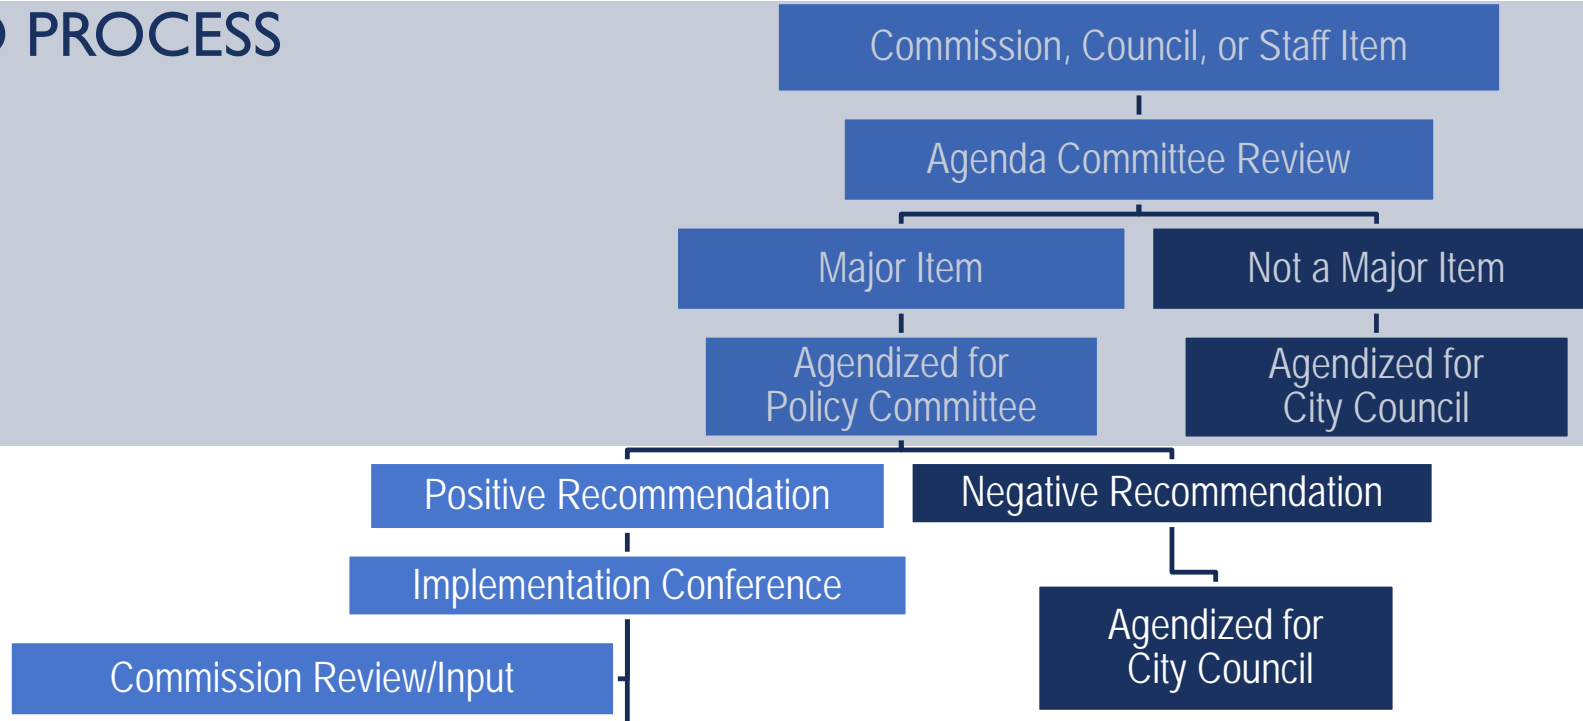 PROCESS
Commission, Council, or Staff Item
Agenda Committee Review
Major Item
Not a Major Item
Agendized for
Policy Committee
Agendized for
City Council
Positive Recommendation
Negative Recommendation
Implementation Conference
Agendized for
City Council
Commission Review/Input